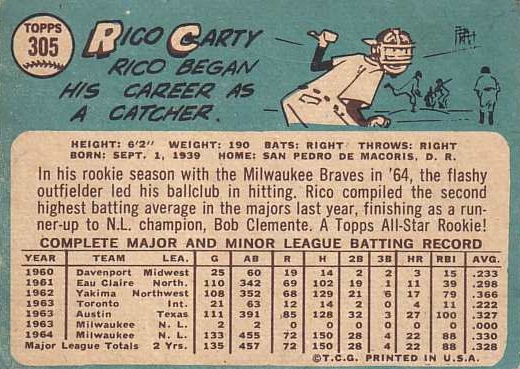 TOPPS
305
RICO CARTY
RICO BEGAN
HIS CAREER AS
A CATCHER.
HEIGHT: 6'2" WEIGHT: 190 BATS: RIGHT THROWS: RIGHT
BORN: SEPT. 1, 1939 HOME: SAN PEDRO DE MACORIS, D. R.
In his rookie season with the Milwaukee Braves in '64, the flashy
outfielder led his ballclub in hitting. Rico compiled the second
highest batting average in the majors last year, finishing as a run-
ner-up to N.L. champion, Bob Clemente. A Topps All-Star Rookie!
COMPLETE MAJOR AND MINOR LEAGUE BATTING RECORD
YEAR TEAM LEA. G AB R H 2B 3B HR RBI AVG.
1960 Davenport Midwest 25 60 19 14 2 2 3 15 .233
1961 Eau Claire North. 110 342 69 102 19 1 11 39 .298
1962 Yakima Northwest 108 352 68 129 21 6 17 79 .366
1963 Toronto Int. 21 63 12 14 2 0 4 11 .222
1963 Austin Texas 111 391 85 128 32 3 27 100 .327
1963 Milwaukee N. L. 2 2 0 0 0 0 0 0 .000
1964 Milwaukee N. L. 133 455 72 150 28 4 22 88 .330
Major League Totals 2 Yrs. 135 457 72 150 28 4 22 88 .328
©T.C.G. PRINTED IN U.S.A.